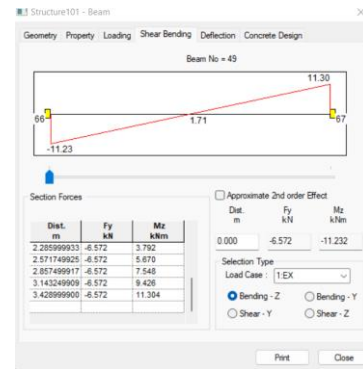 Structure101 - Beam
Geometry Property Loading Shear Bending Deflection Concrete Design
Beam No = 49
11.30
66 1.71 67
-11.23
Section Forces
Dist. m Fy kN Mz kNm
2.285999933 -6.572 3.792
2.571749925 -6.572 5.670
2.857499917 -6.572 7.548
3.143249909 -6.572 9.426
3.428999900 -6.572 11.304
Approximate 2nd order Effect
Dist. Fy Mz
m kN kNm
0.000 -6.572 -11.232
Selection Type
Load Case : 1:EX
Bending - Z Bending - Y
Shear - Y Shear - Z
Print Close